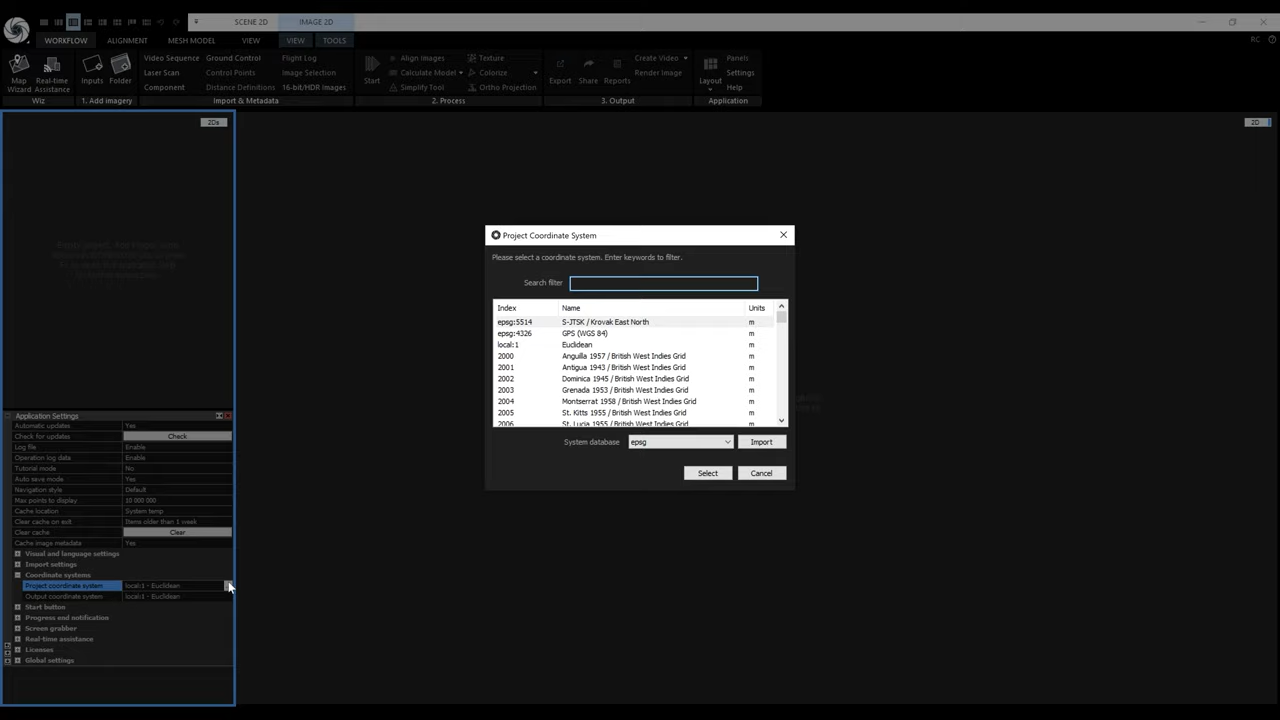 SCENE 2D
IMAGE 2D
WORKFLOW
ALIGNMENT
MESH MODEL
VIEW
VIEW
TOOLS
RC
Map Wizard
Real-time Assistance
Wiz
Inputs
Folder
1. Add imagery
Video Sequence
Ground Control
Flight Log
Laser Scan
Control Points
Image Selection
Component
Distance Definitions
16-bit/HDR Images
Import & Metadata
Start
Align Images
Texture
Calculate Model
Colorize
Simplify Tool
Ortho Projection
2. Process
Export
Share
Reports
Create Video
Render Image
3. Output
Layout
Panels
Settings
Help
Application
2Ds
2D
Project Coordinate System
Please select a coordinate system. Enter keywords to filter.
Search filter
Index Name Units
epsg:5514 S-JTSK / Krovak East North m
epsg:4326 GPS (WGS 84) m
local:1 Euclidean m
2000 Anguilla 1957 / British West Indies Grid m
2001 Antigua 1943 / British West Indies Grid m
2002 Dominica 1945 / British West Indies Grid m
2003 Grenada 1953 / British West Indies Grid m
2004 Montserrat 1958 / British West Indies Grid m
2005 St. Kitts 1955 / British West Indies Grid m
2006 St. Lucia 1955 / British West Indies Grid m
System database epsg Import
Select Cancel
Application Settings
Automatic updates Yes
Check for updates Check
Log file Enable
Operation log data Enable
Tutorial mode No
Auto save mode Yes
Navigation style Default
Max points to display 10 000 000
Cache location System temp
Clear cache on exit Items older than 1 week
Clear cache Clear
Cache image metadata Yes
Visual and language settings
Import settings
Coordinate systems
Project coordinate system local:1 - Euclidean
Output coordinate system local:1 - Euclidean
Start button
Progress end notification
Screen grabber
Real-time assistance
Licenses
Global settings